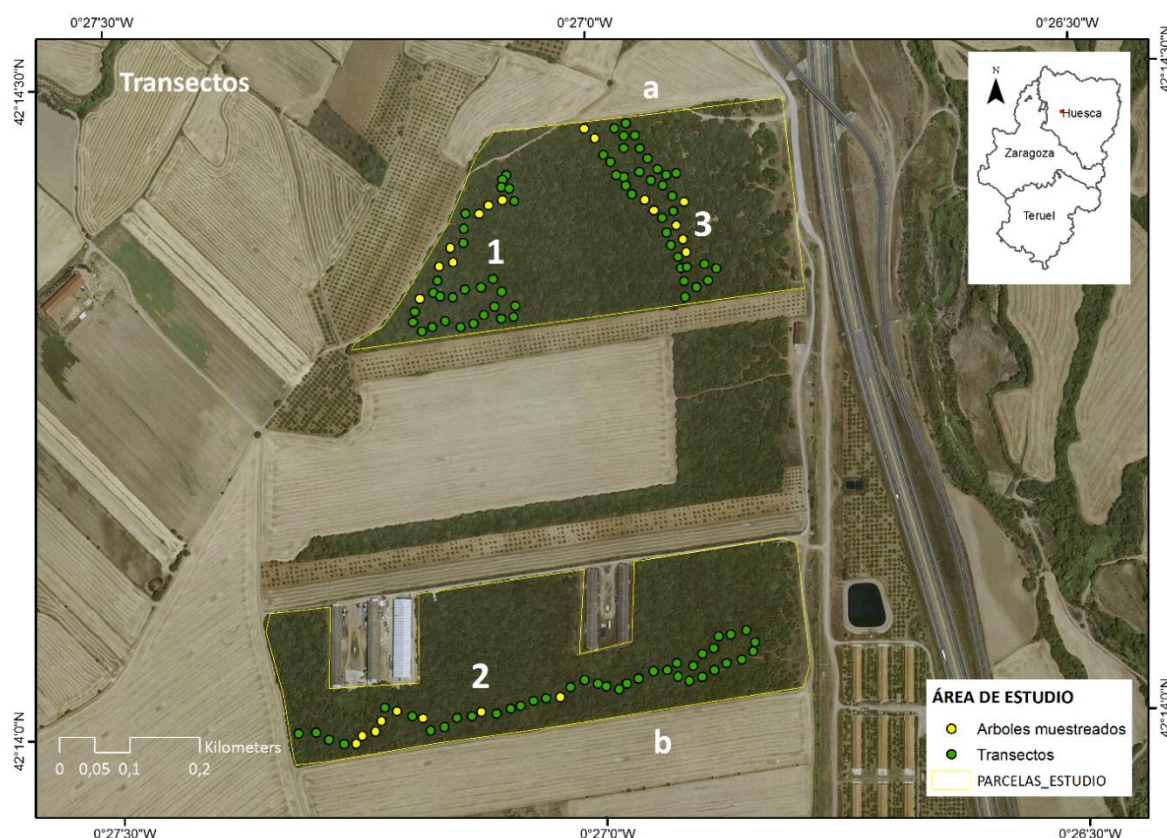 0°27'30"W 0°27'0"W 0°26'30"W
42°14'30"N
42°14'30"N
Transectos
a
N
Huesca
Zaragoza
Teruel
1
3
2
b
ÁREA DE ESTUDIO
Arboles muestreados
Transectos
PARCELAS_ESTUDIO
42°14'0"N
42°14'0"N
Kilometers
0 0,05 0,1 0,2
0°27'30"W 0°27'0"W 0°26'30"W